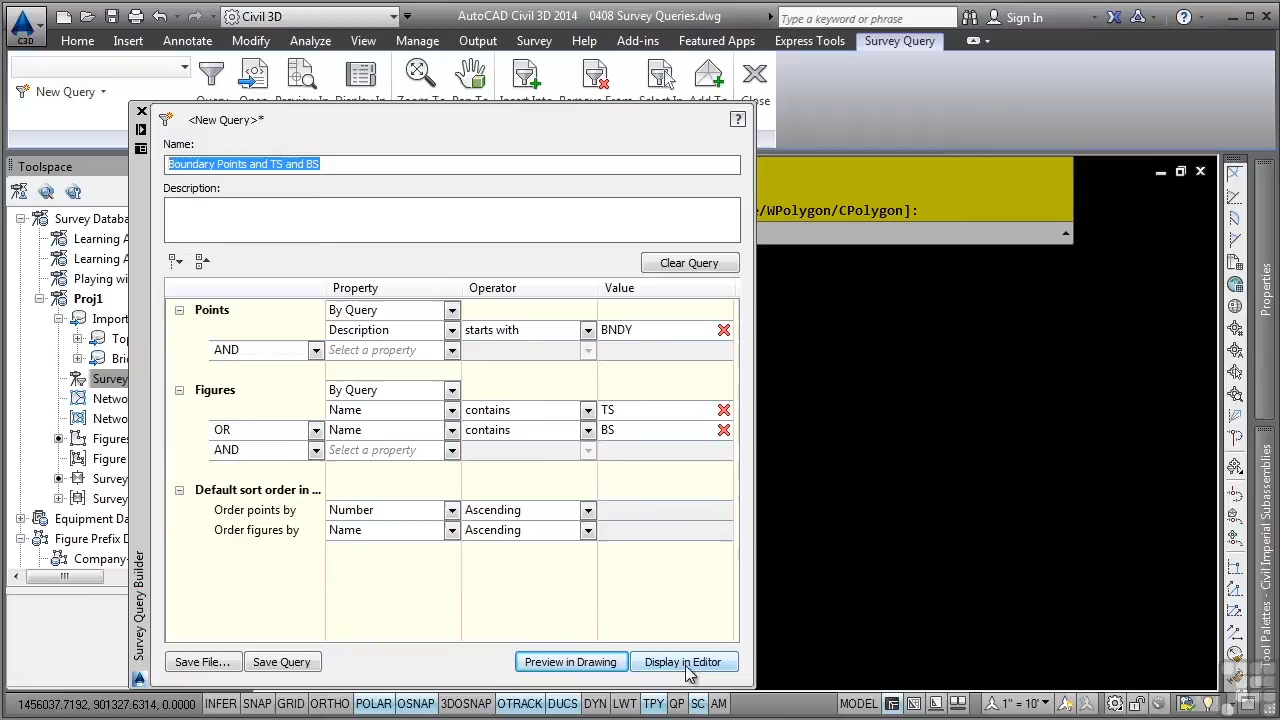 Civil 3D
AutoCAD Civil 3D 2014 0408 Survey Queries.dwg
Type a keyword or phrase
Sign In
C3D
Home Insert Annotate Modify Analyze View Manage Output Survey Help Add-ins Featured Apps Express Tools Survey Query
New Query
Toolspace
Survey Databa
Learning A
Learning A
Playing wi
Proj1
Import
To
Bri
Survey
Netwo
Netwo
Figures
Figure
Survey
Survey
Equipment Da
Figure Prefix D
Company-
<New Query>*
Name:
Boundary Points and TS and BS
Description:
Clear Query
Property Operator Value
Points By Query
Description starts with BNDY
AND Select a property
Figures By Query
Name contains TS
OR Name contains BS
AND Select a property
Default sort order in ...
Order points by Number Ascending
Order figures by Name Ascending
Save File... Save Query Preview in Drawing Display in Editor
Survey Query Builder
e/WPolygon/CPolygon]:
Properties
Tool Palettes - Civil Imperial Subassemblies
1456007.7192, 901327.6314, 0.0000 INFER SNAP GRID ORTHO POLAR OSNAP 3DOSNAP OTRACK DUCS DYN LWT TPY QP SC AM MODEL 1" = 10'